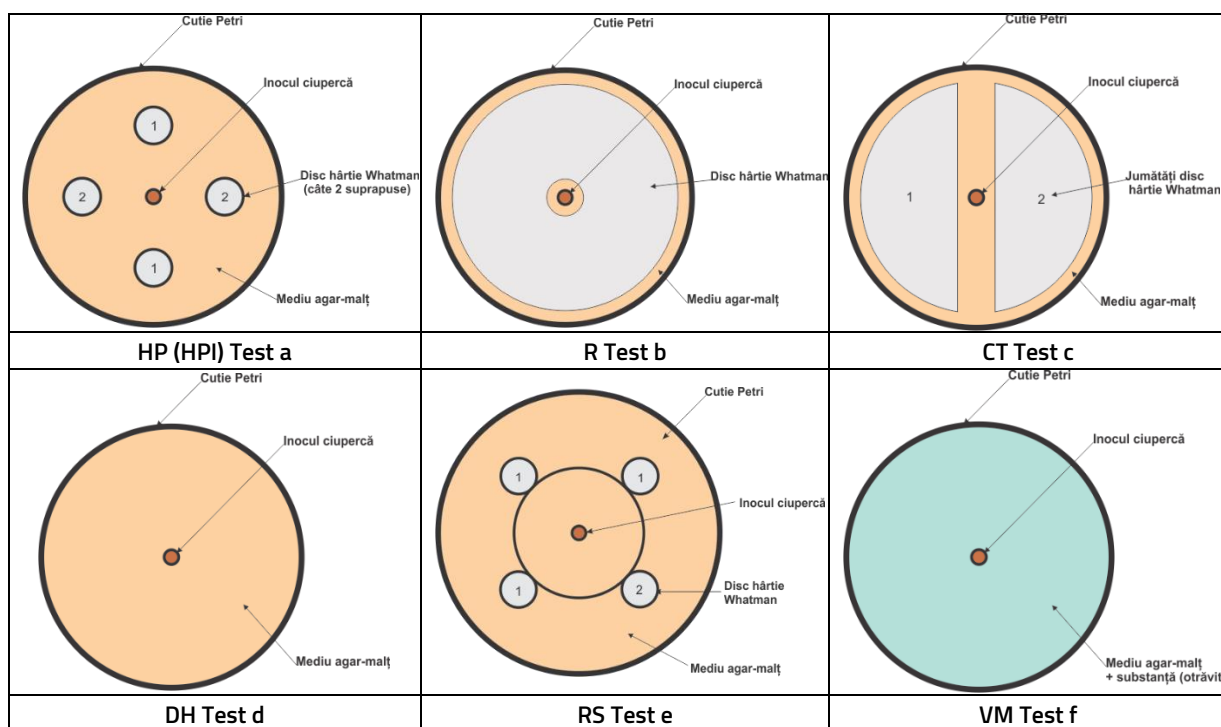 Cutie Petri
Inocul ciupercă
1
2
2
Disc hârtie Whatman
(câte 2 suprapuse)
1
Mediu agar-malț
HP (HPI) Test a
Cutie Petri
Inocul ciupercă
Disc hârtie Whatman
Mediu agar-malț
R Test b
Cutie Petri
Inocul ciupercă
1
2
Jumătăți disc
hârtie Whatman
Mediu agar-malț
CT Test c
Cutie Petri
Inocul ciupercă
Mediu agar-malț
DH Test d
Cutie Petri
1
1
Inocul ciupercă
1
2
Disc hârtie
Whatman
Mediu agar-malț
RS Test e
Cutie Petri
Inocul ciupercă
Mediu agar-malț
+ substanță (otrăvit
VM Test f